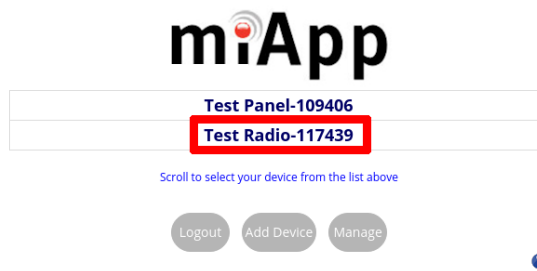 miApp
Test Panel-109406
Test Radio-117439
Scroll to select your device from the list above
Logout Add Device Manage